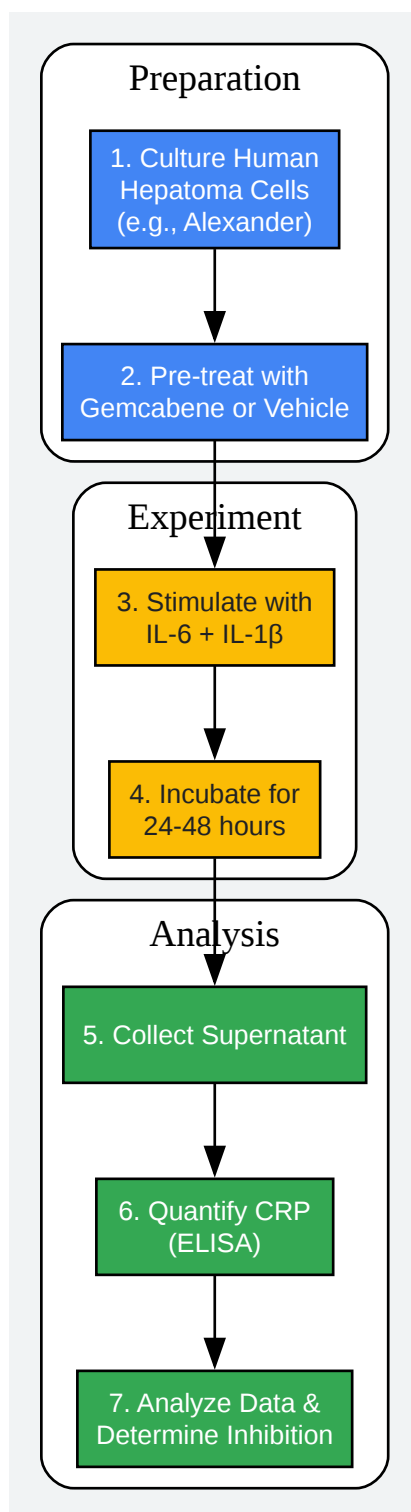 Preparation
1. Culture Human
Hepatoma Cells
(e.g., Alexander)
2. Pre-treat with
Gemcabene or Vehicle
Experiment
3. Stimulate with
IL-6 + IL-1β
4. Incubate for
24-48 hours
Analysis
5. Collect Supernatant
6. Quantify CRP
(ELISA)
7. Analyze Data &
Determine Inhibition